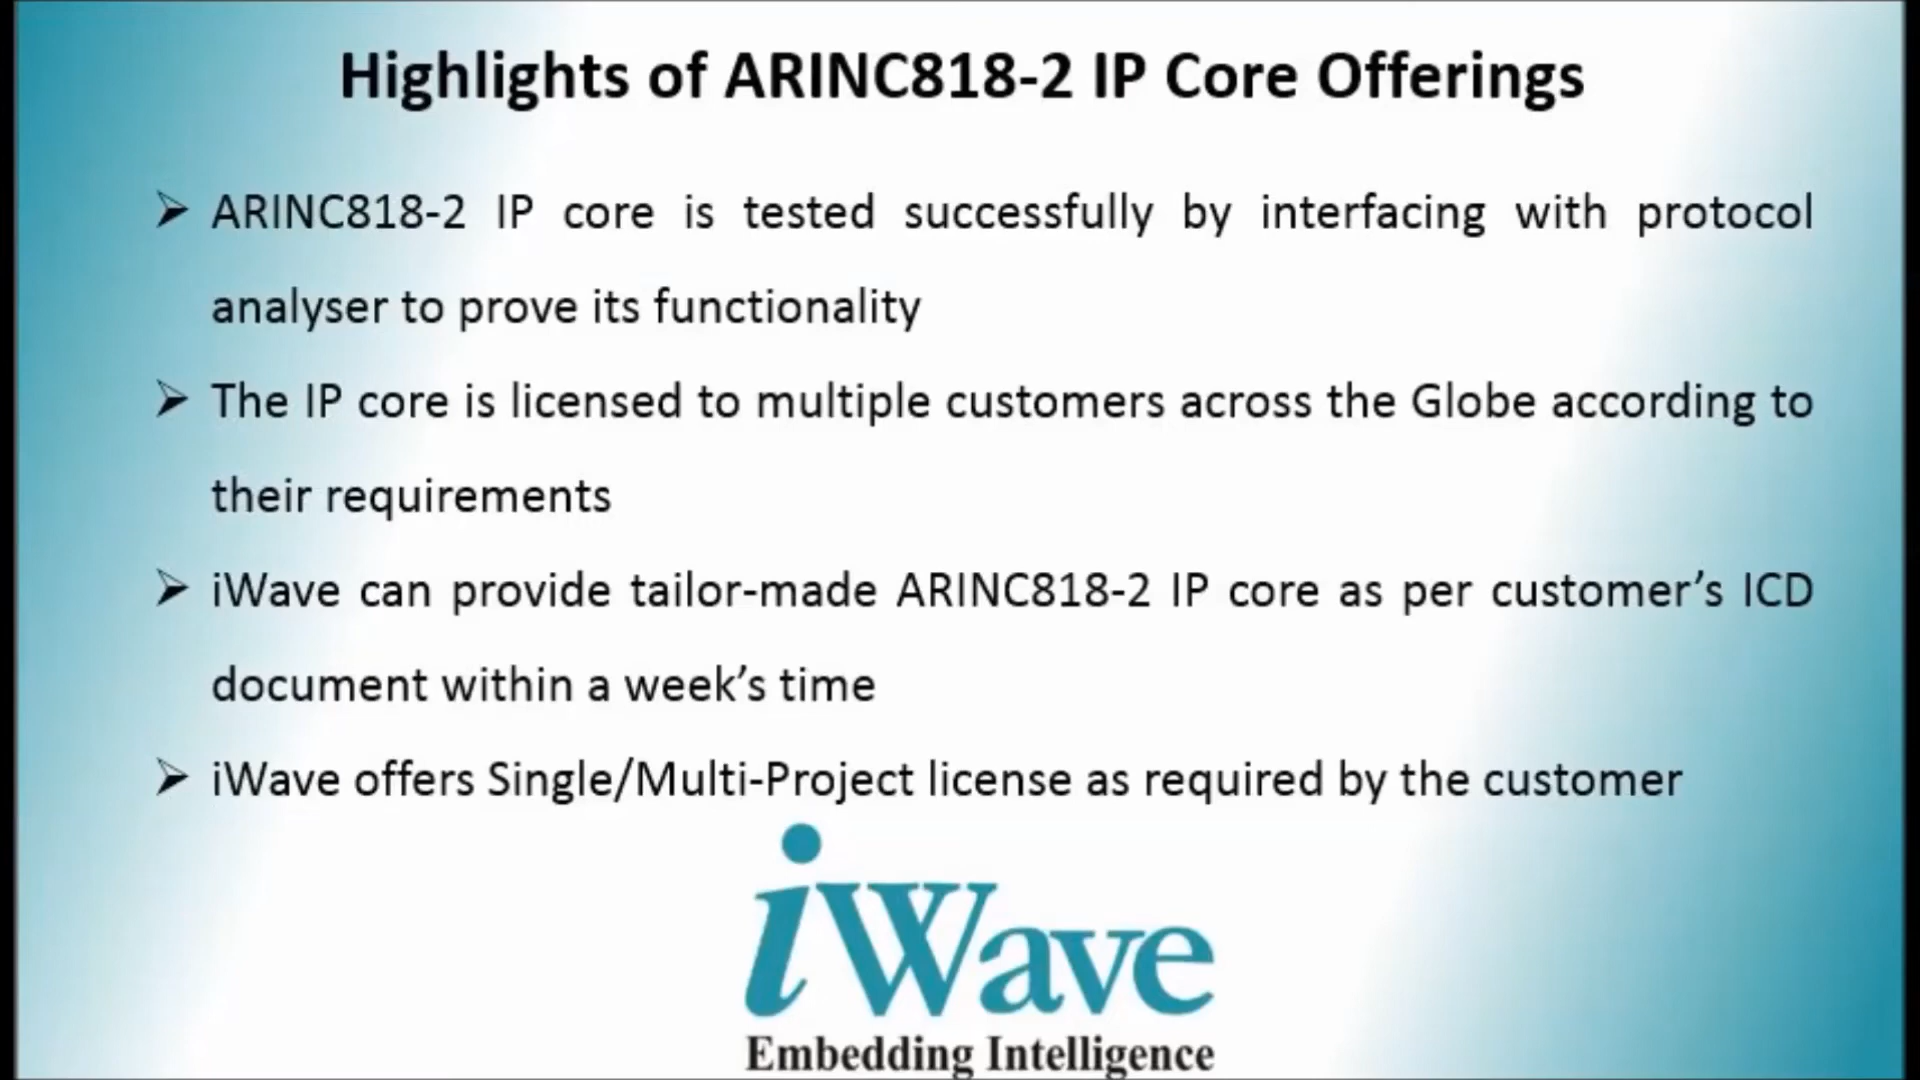 Highlights of ARINC818-2 IP Core Offerings
➢ ARINC818-2 IP core is tested successfully by interfacing with protocol
analyser to prove its functionality
➢ The IP core is licensed to multiple customers across the Globe according to
their requirements
➢ iWave can provide tailor-made ARINC818-2 IP core as per customer’s ICD
document within a week’s time
➢ iWave offers Single/Multi-Project license as required by the customer
iWave
Embedding Intelligence